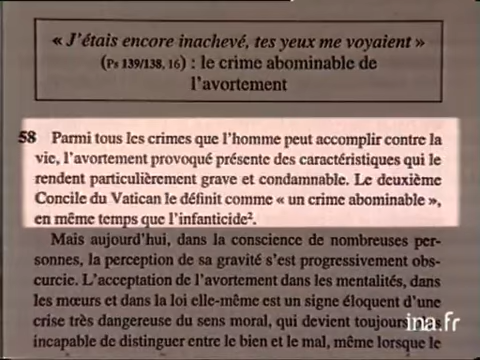 « J'étais encore inachevé, tes yeux me voyaient »
(Ps 139/138, 16) : le crime abominable de
l'avortement
58 Parmi tous les crimes que l'homme peut accomplir contre la
vie, l'avortement provoqué présente des caractéristiques qui le
rendent particulièrement grave et condamnable. Le deuxième
Concile du Vatican le définit comme « un crime abominable »,
en même temps que l'infanticide².
Mais aujourd'hui, dans la conscience de nombreuses per-
sonnes, la perception de sa gravité s'est progressivement obs-
curcie. L'acceptation de l'avortement dans les mentalités, dans
les mœurs et dans la loi elle-même est un signe éloquent d'une
crise très dangereuse du sens moral, qui devient toujours
incapable de distinguer entre le bien et le mal, même lorsque le
ina.fr